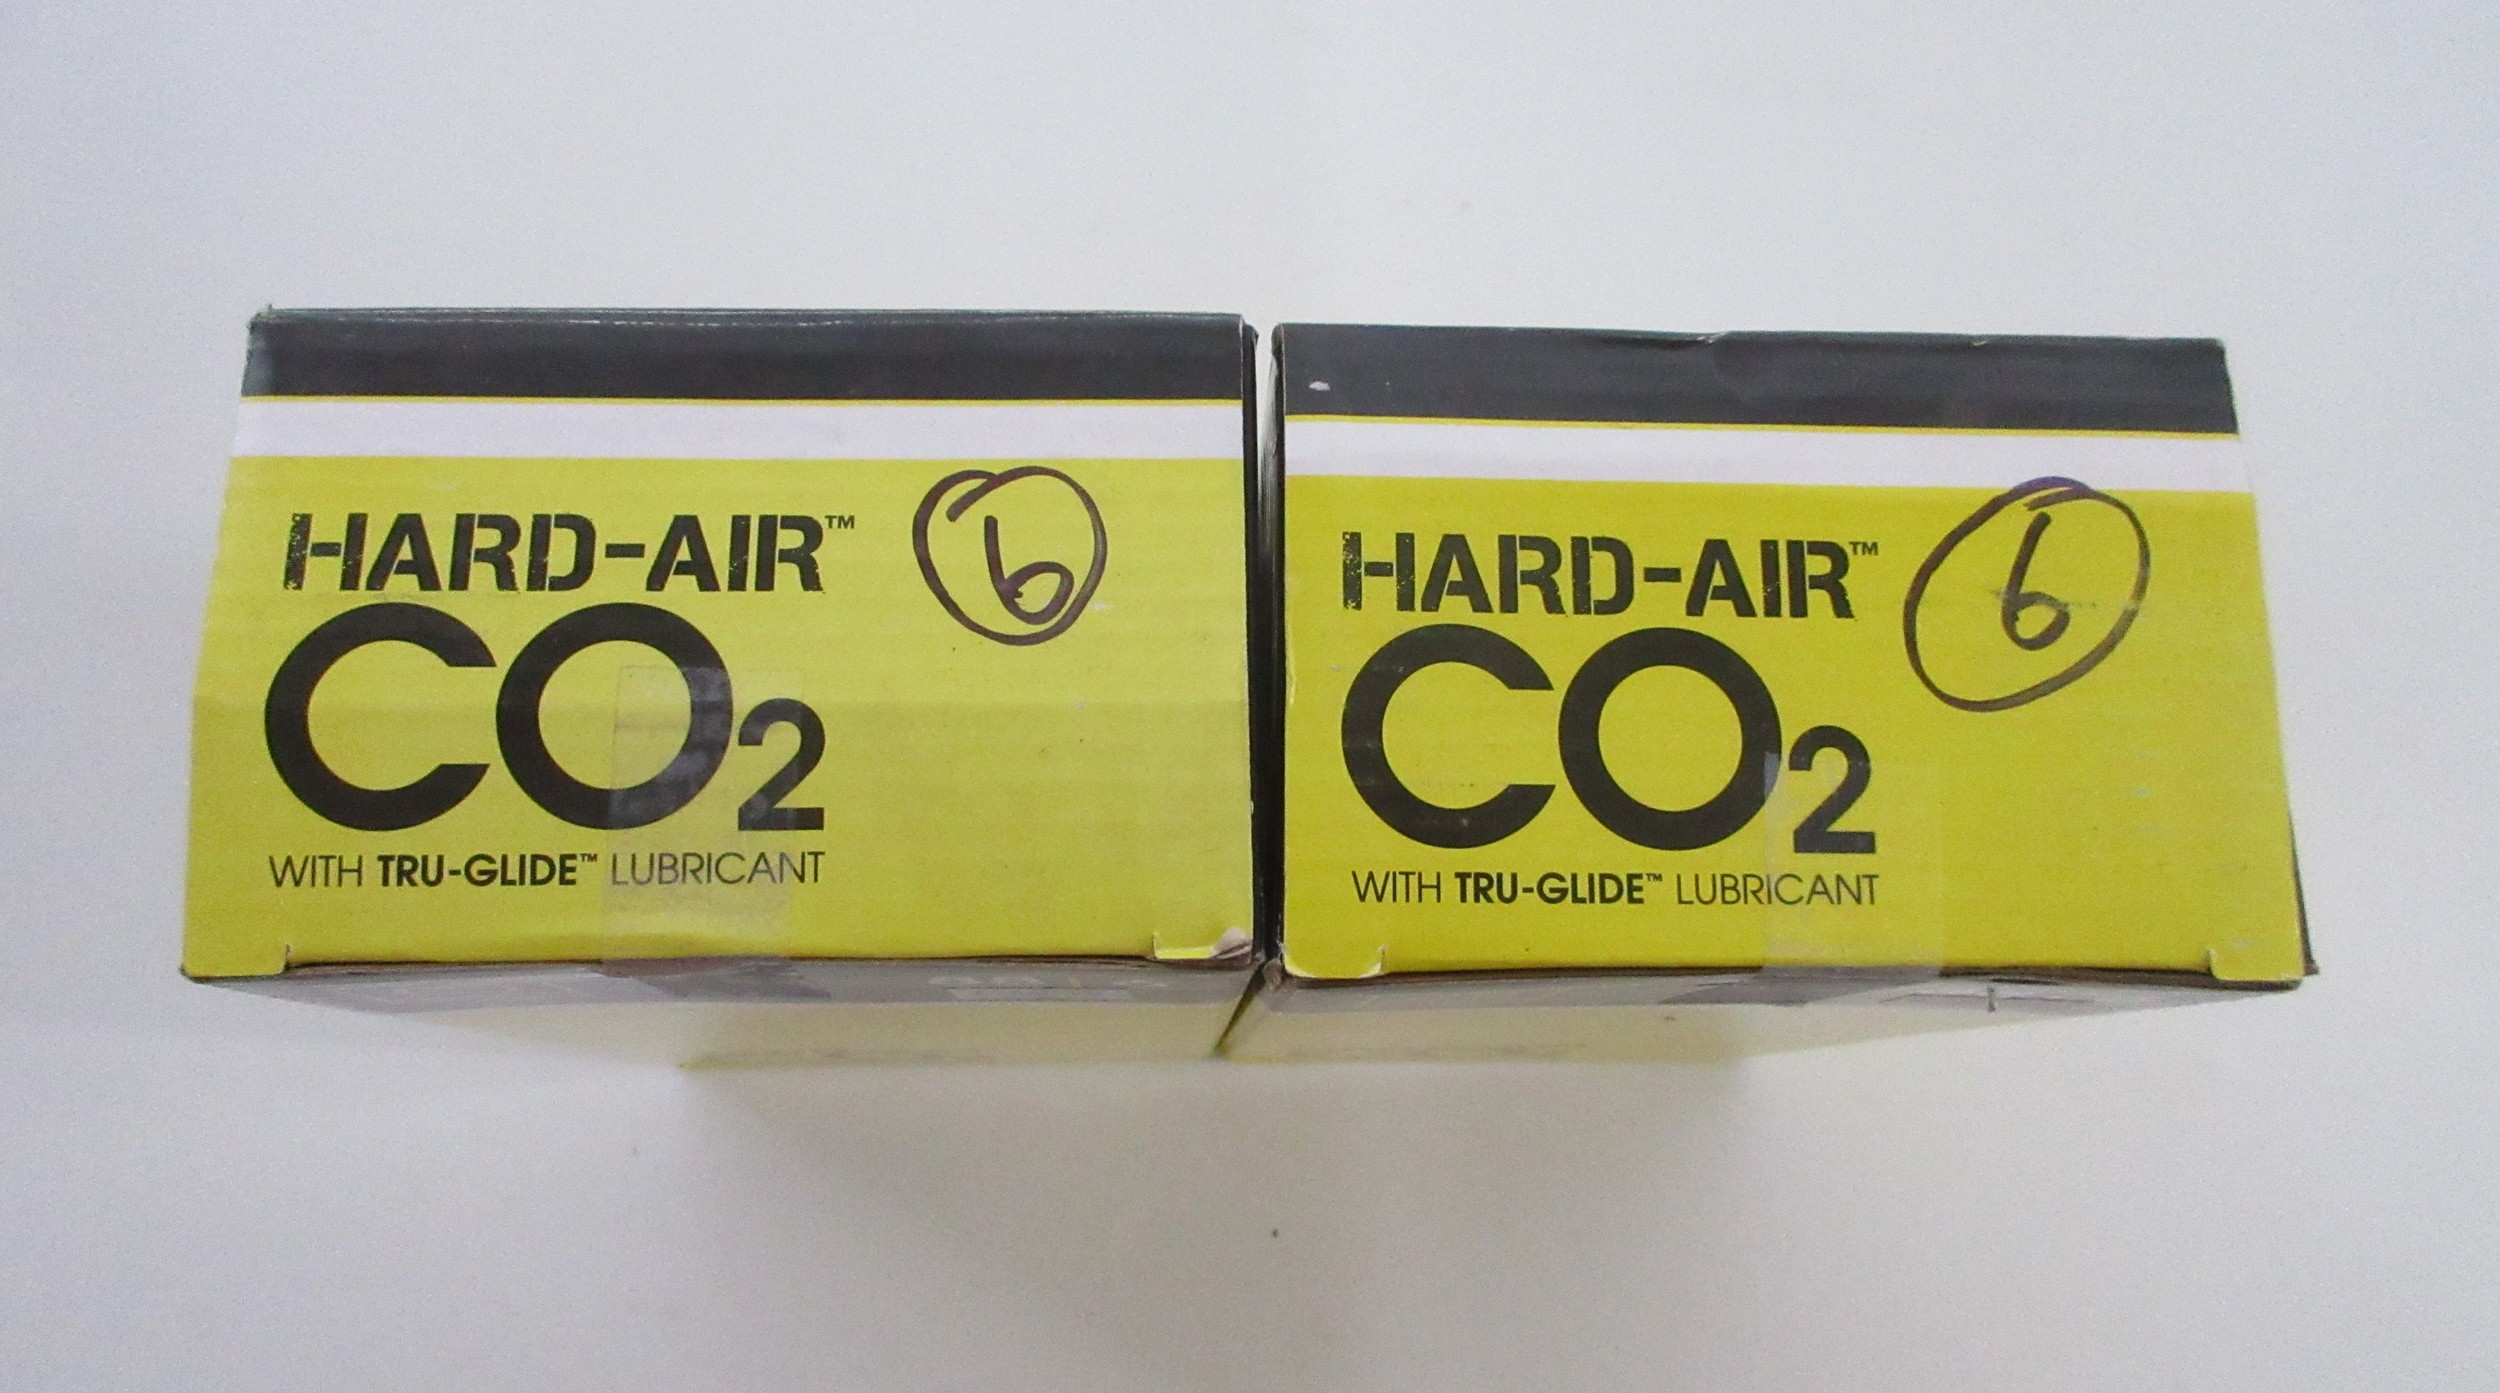 HARD-AIR™ 6
CO2
WITH TRU-GLIDE™ LUBRICANT
HARD-AIR™ 6
CO2
WITH TRU-GLIDE™ LUBRICANT